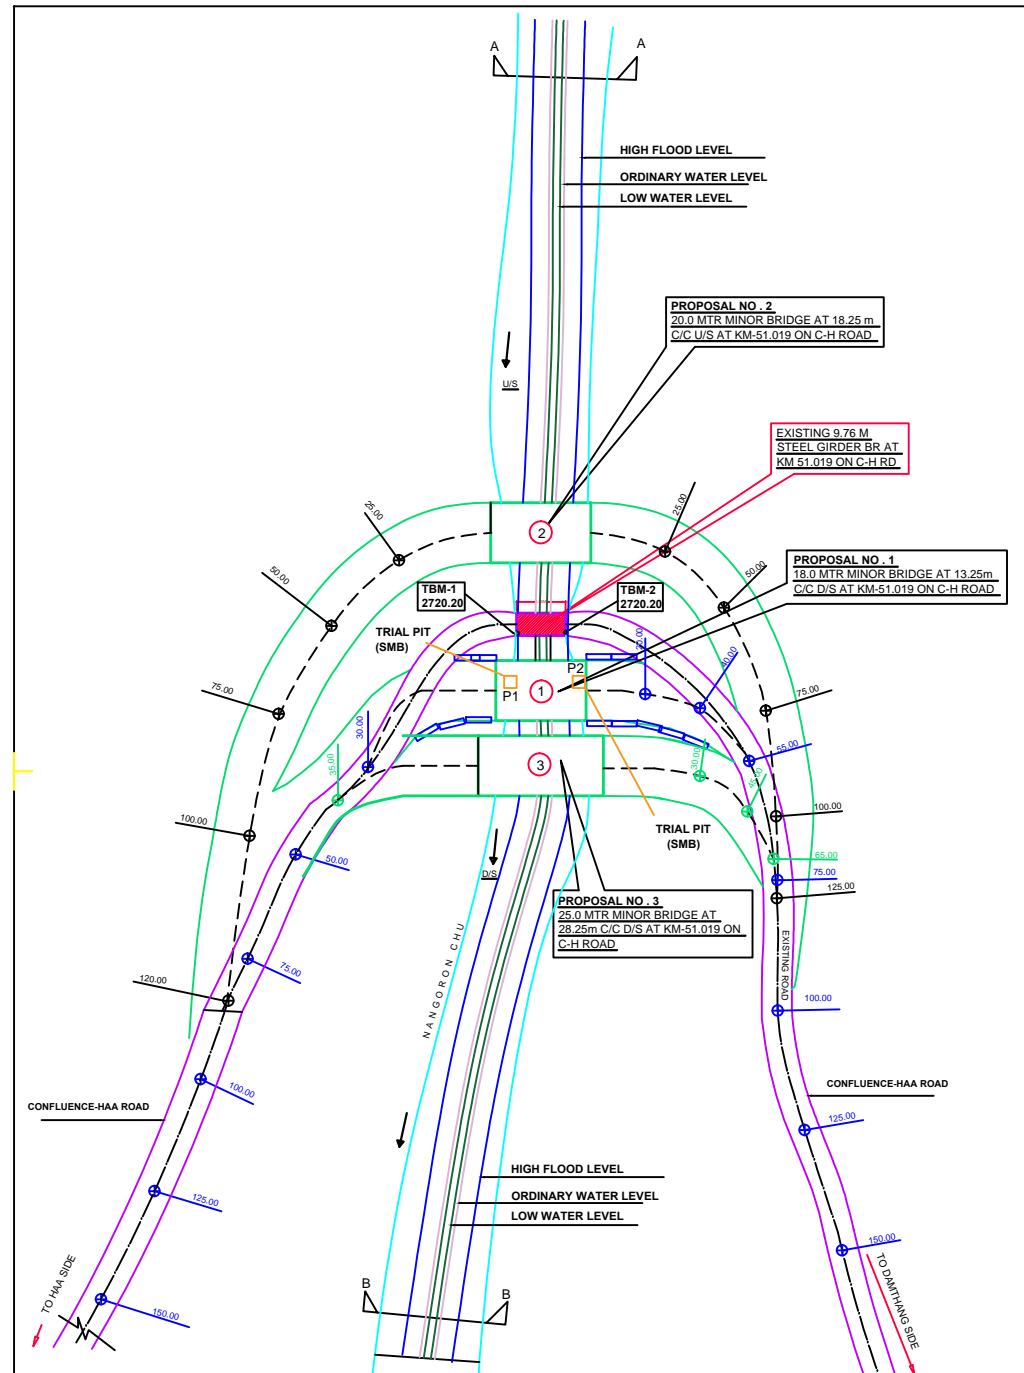 A
A
HIGH FLOOD LEVEL
ORDINARY WATER LEVEL
LOW WATER LEVEL
PROPOSAL NO . 2
20.0 MTR MINOR BRIDGE AT 18.25 m
C/C U/S AT KM-51.019 ON C-H ROAD
U/S
EXISTING 9.76 M
STEEL GIRDER BR AT
KM 51.019 ON C-H RD
25.00
25.00
2
50.00
50.00
PROPOSAL NO . 1
18.0 MTR MINOR BRIDGE AT 13.25m
C/C D/S AT KM-51.019 ON C-H ROAD
TBM-1
2720.20
TBM-2
2720.20
TRIAL PIT
(SMB)
40.00
P1
P2
1
75.00
75.00
30.00
35.00
3
30.00
45.00
55.00
100.00
100.00
TRIAL PIT
(SMB)
50.00
65.00
75.00
125.00
D/S
PROPOSAL NO . 3
25.0 MTR MINOR BRIDGE AT
28.25m C/C D/S AT KM-51.019 ON
C-H ROAD
EXISTING ROAD
NANGORON CHU
75.00
120.00
100.00
100.00
CONFLUENCE-HAA ROAD
CONFLUENCE-HAA ROAD
125.00
HIGH FLOOD LEVEL
ORDINARY WATER LEVEL
LOW WATER LEVEL
125.00
150.00
TO HAA SIDE
TO DAMTHANG SIDE
B
B
150.00